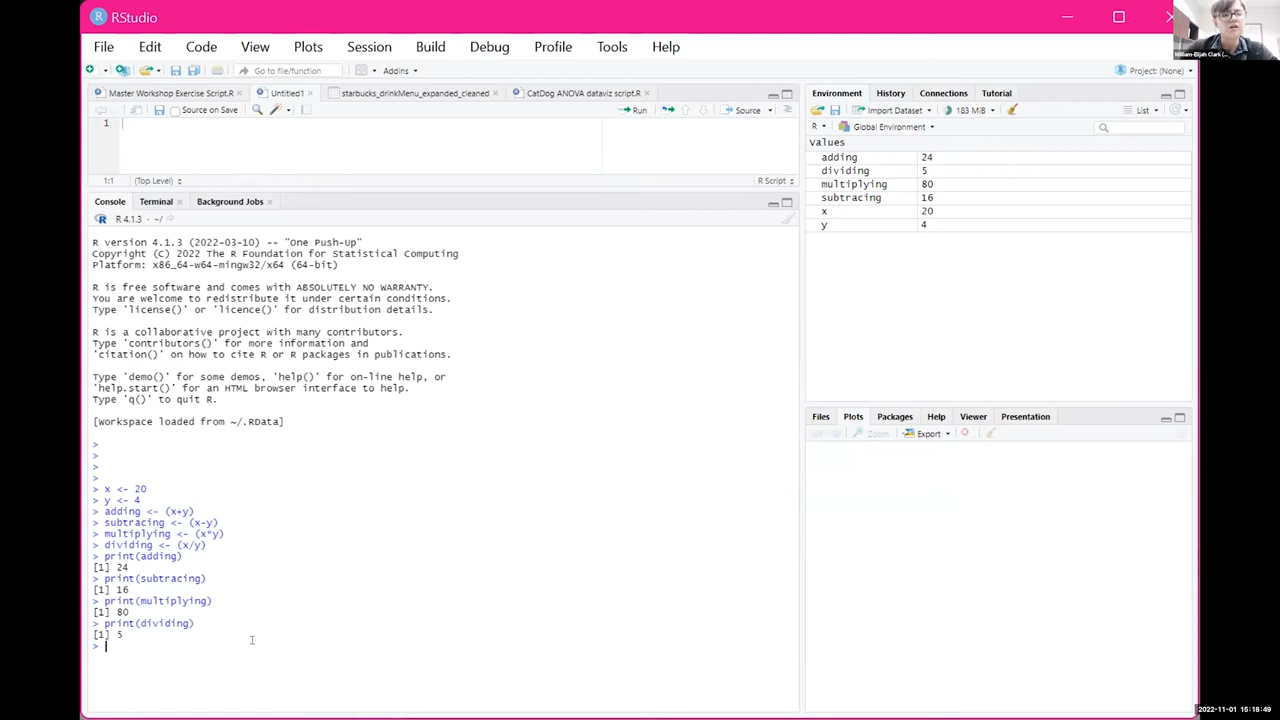 RStudio
File Edit Code View Plots Session Build Debug Profile Tools Help
Go to file/function Addins Project: (None)
Master Workshop Exercise Script.R Untitled1 starbucks_drinkMenu_expanded_cleaned CatDog ANOVA dataviz script.R
Source on Save Run Source
1
1:1 (Top Level) R Script
Console Terminal Background Jobs
R 4.1.3 · ~/
R version 4.1.3 (2022-03-10) -- "One Push-Up"
Copyright (C) 2022 The R Foundation for Statistical Computing
Platform: x86_64-w64-mingw32/x64 (64-bit)
R is free software and comes with ABSOLUTELY NO WARRANTY.
You are welcome to redistribute it under certain conditions.
Type 'license()' or 'licence()' for distribution details.
R is a collaborative project with many contributors.
Type 'contributors()' for more information and
'citation()' on how to cite R or R packages in publications.
Type 'demo()' for some demos, 'help()' for on-line help, or
'help.start()' for an HTML browser interface to help.
Type 'q()' to quit R.
[Workspace loaded from ~/.RData]
>
>
>
>
> x <- 20
> y <- 4
> adding <- (x+y)
> subtracing <- (x-y)
> multiplying <- (x*y)
> dividing <- (x/y)
> print(adding)
[1] 24
> print(subtracing)
[1] 16
> print(multiplying)
[1] 80
> print(dividing)
[1] 5
>
Environment History Connections Tutorial
Import Dataset 183 MiB List
R Global Environment
Values
adding 24
dividing 5
multiplying 80
subtracing 16
x 20
y 4
Files Plots Packages Help Viewer Presentation
Zoom Export
William-Elijah Clark (...
2022-11-01 15:18:49